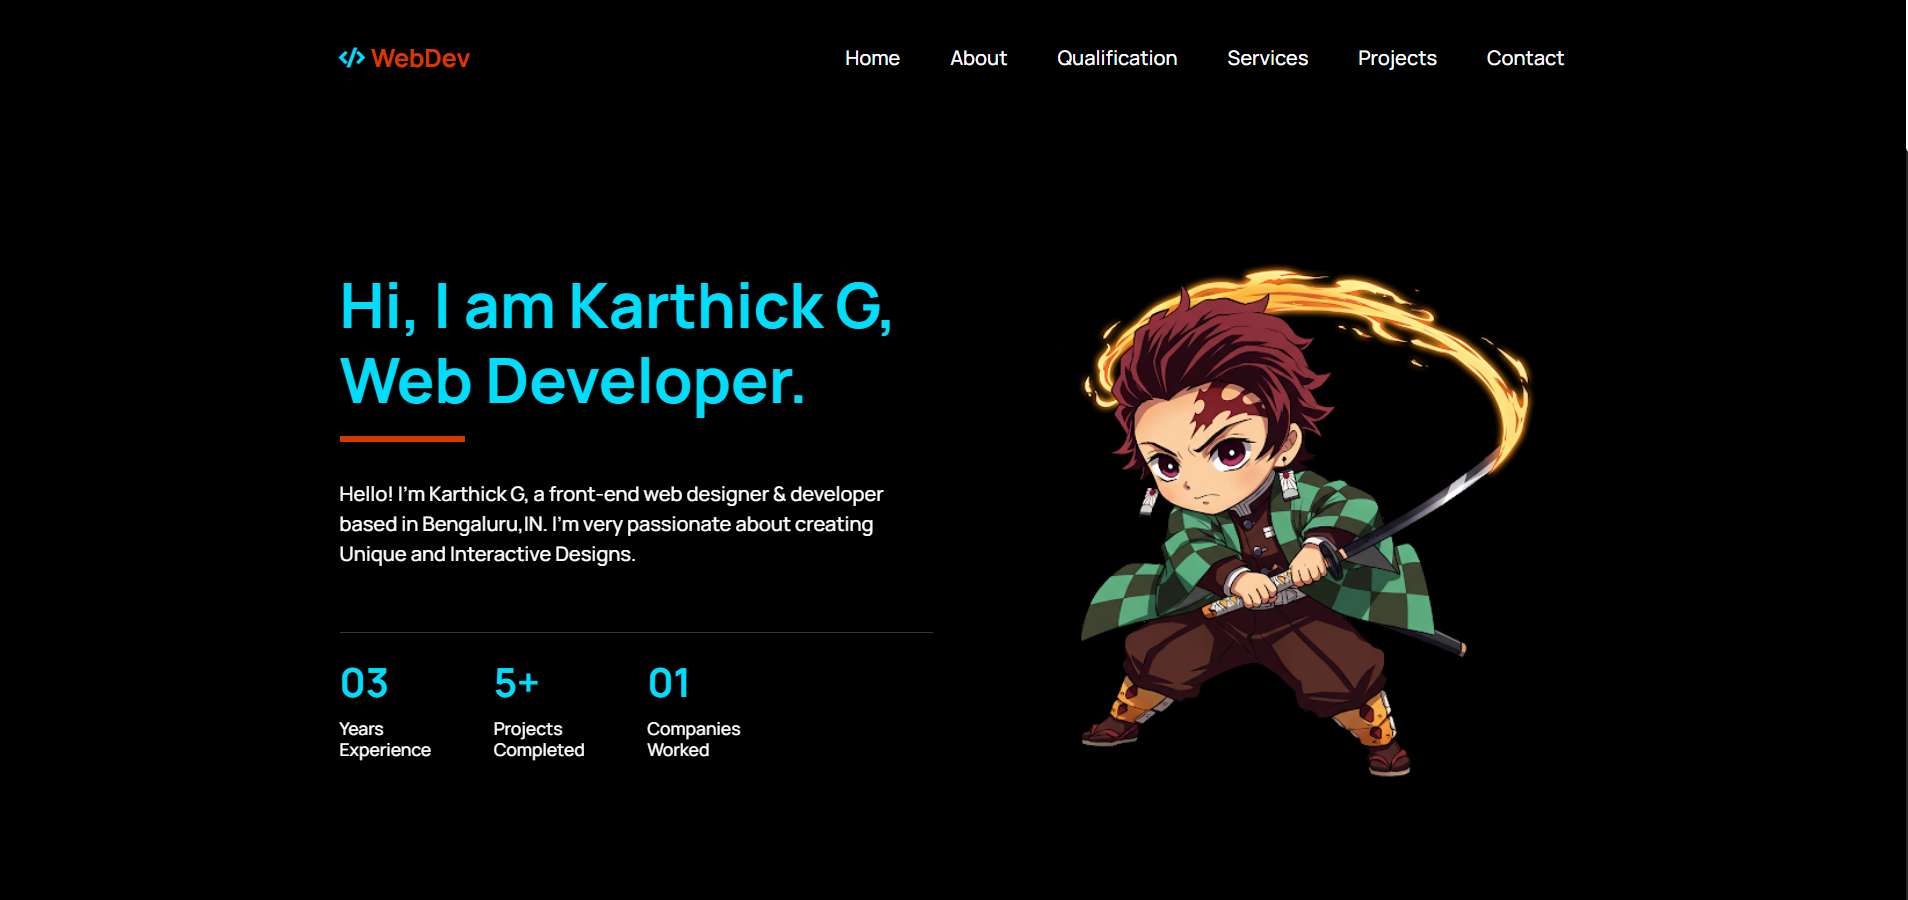 </> WebDev
Home About Qualification Services Projects Contact
Hi, I am Karthick G,
Web Developer.
Hello! I'm Karthick G, a front-end web designer & developer
based in Bengaluru,IN. I'm very passionate about creating
Unique and Interactive Designs.
03
Years
Experience
5+
Projects
Completed
01
Companies
Worked